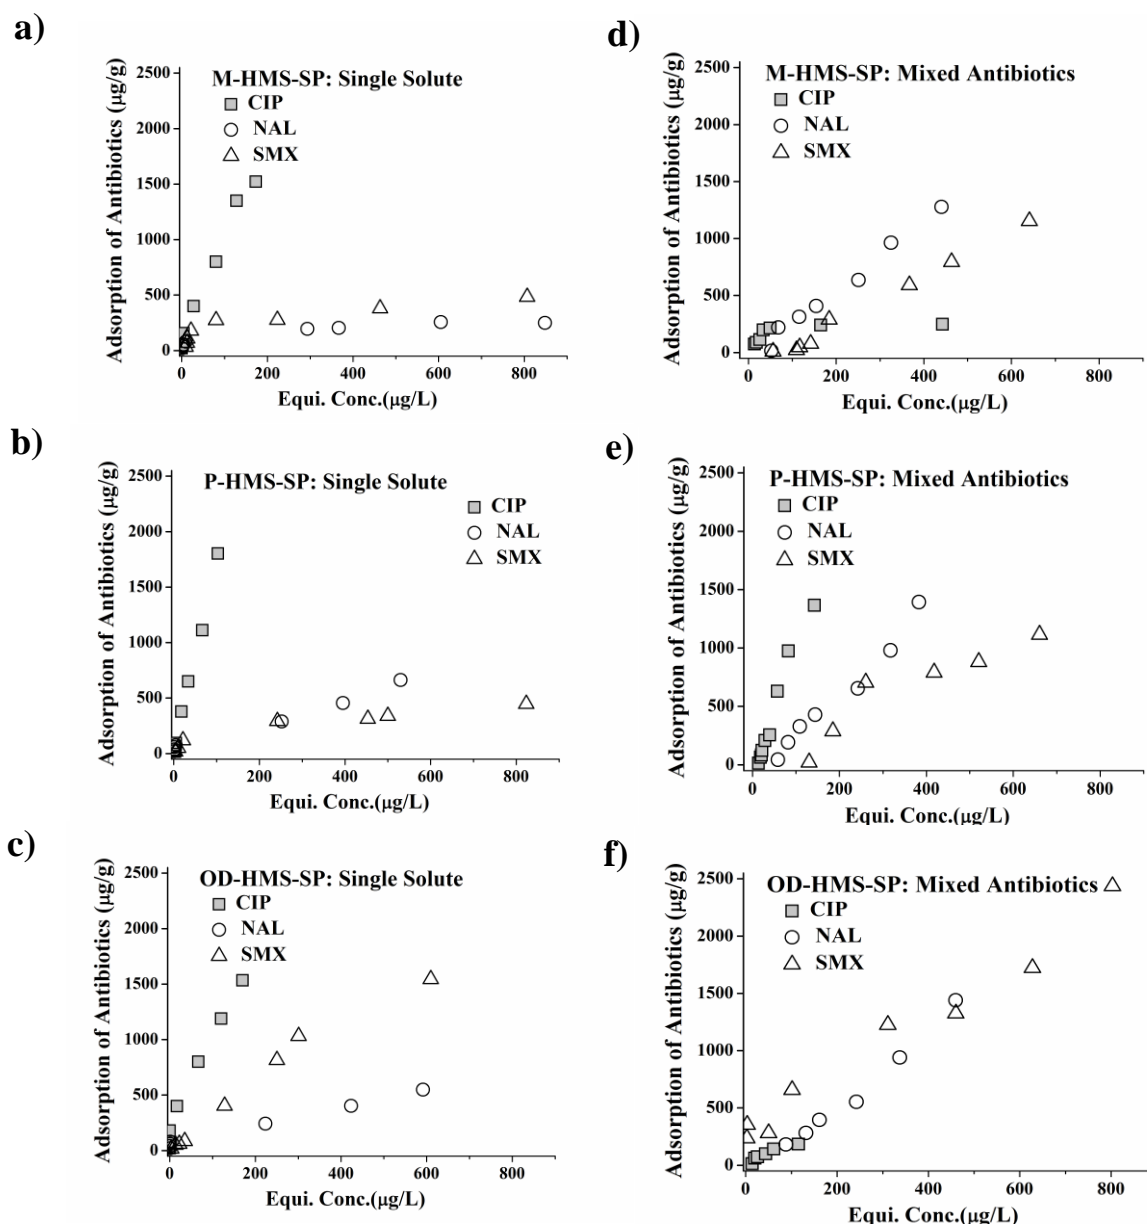 a)
Adsorption of Antibiotics (µg/g)
2500
2000
1500
1000
500
0
M-HMS-SP: Single Solute
CIP
NAL
SMX
0 200 400 600 800
Equi. Conc.(µg/L)
b)
Adsorption of Antibiotics (µg/g)
2500
2000
1500
1000
500
0
P-HMS-SP: Single Solute
CIP
NAL
SMX
0 200 400 600 800
Equi. Conc.(µg/L)
c)
Adsorption of Antibiotics (µg/g)
2500
2000
1500
1000
500
0
OD-HMS-SP: Single Solute
CIP
NAL
SMX
0 200 400 600 800
Equi. Conc.(µg/L)
d)
Adsorption of Antibiotics (µg/g)
2500
2000
1500
1000
500
0
M-HMS-SP: Mixed Antibiotics
CIP
NAL
SMX
0 200 400 600 800
Equi. Conc.(µg/L)
e)
Adsorption of Antibiotics (µg/g)
2500
2000
1500
1000
500
0
P-HMS-SP: Mixed Antibiotics
CIP
NAL
SMX
0 200 400 600 800
Equi. Conc.(µg/L)
f)
Adsorption of Antibiotics (µg/g)
2500
2000
1500
1000
500
0
OD-HMS-SP: Mixed Antibiotics
CIP
NAL
SMX
0 200 400 600 800
Equi. Conc.(µg/L)